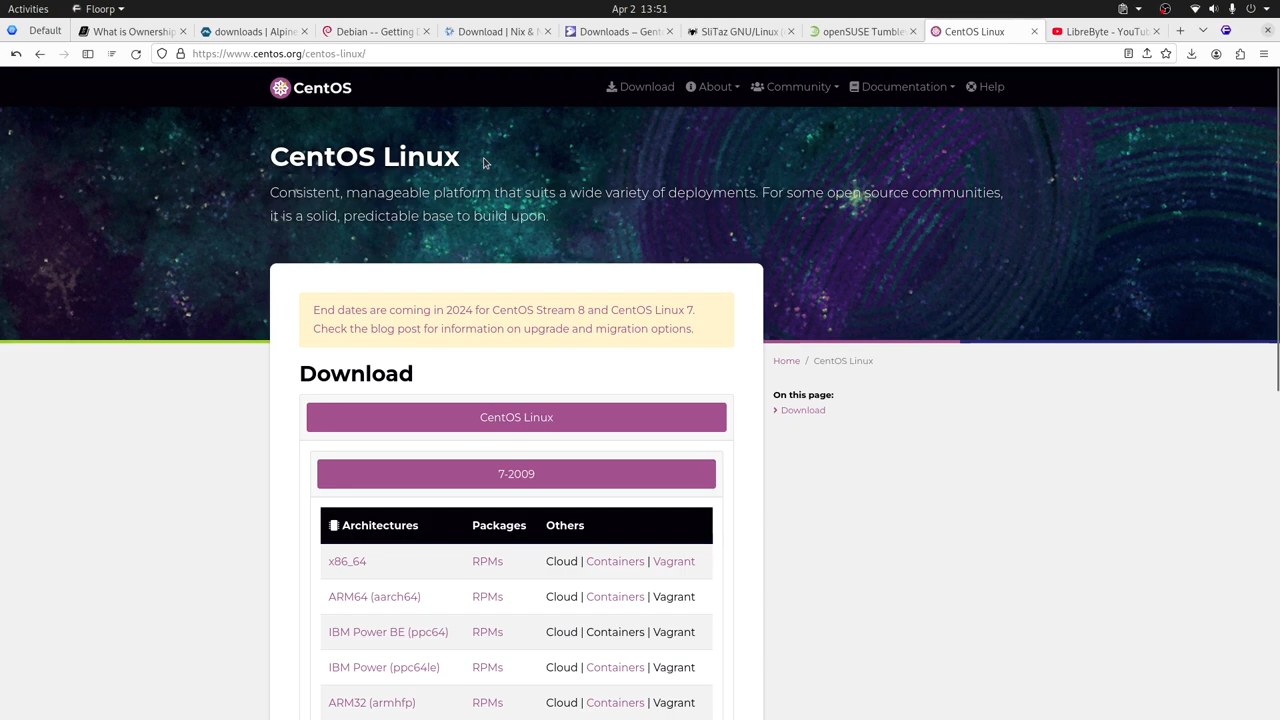 Activities
Floorp
Apr 2 13:51
Default
What is Ownership
downloads | Alpine
Debian -- Getting D
Download | Nix & N
Downloads – Gent
SliTaz GNU/Linux (
openSUSE Tumble
CentOS Linux
LibreByte - YouTu
https://www.centos.org/centos-linux/
CentOS
Download
About
Community
Documentation
Help
CentOS Linux
Consistent, manageable platform that suits a wide variety of deployments. For some open source communities,
it is a solid, predictable base to build upon.
End dates are coming in 2024 for CentOS Stream 8 and CentOS Linux 7.
Check the blog post for information on upgrade and migration options.
Home / CentOS Linux
On this page:
Download
Download
CentOS Linux
7-2009
Architectures Packages Others
x86_64 RPMs Cloud | Containers | Vagrant
ARM64 (aarch64) RPMs Cloud | Containers | Vagrant
IBM Power BE (ppc64) RPMs Cloud | Containers | Vagrant
IBM Power (ppc64le) RPMs Cloud | Containers | Vagrant
ARM32 (armhfp) RPMs Cloud | Containers | Vagrant